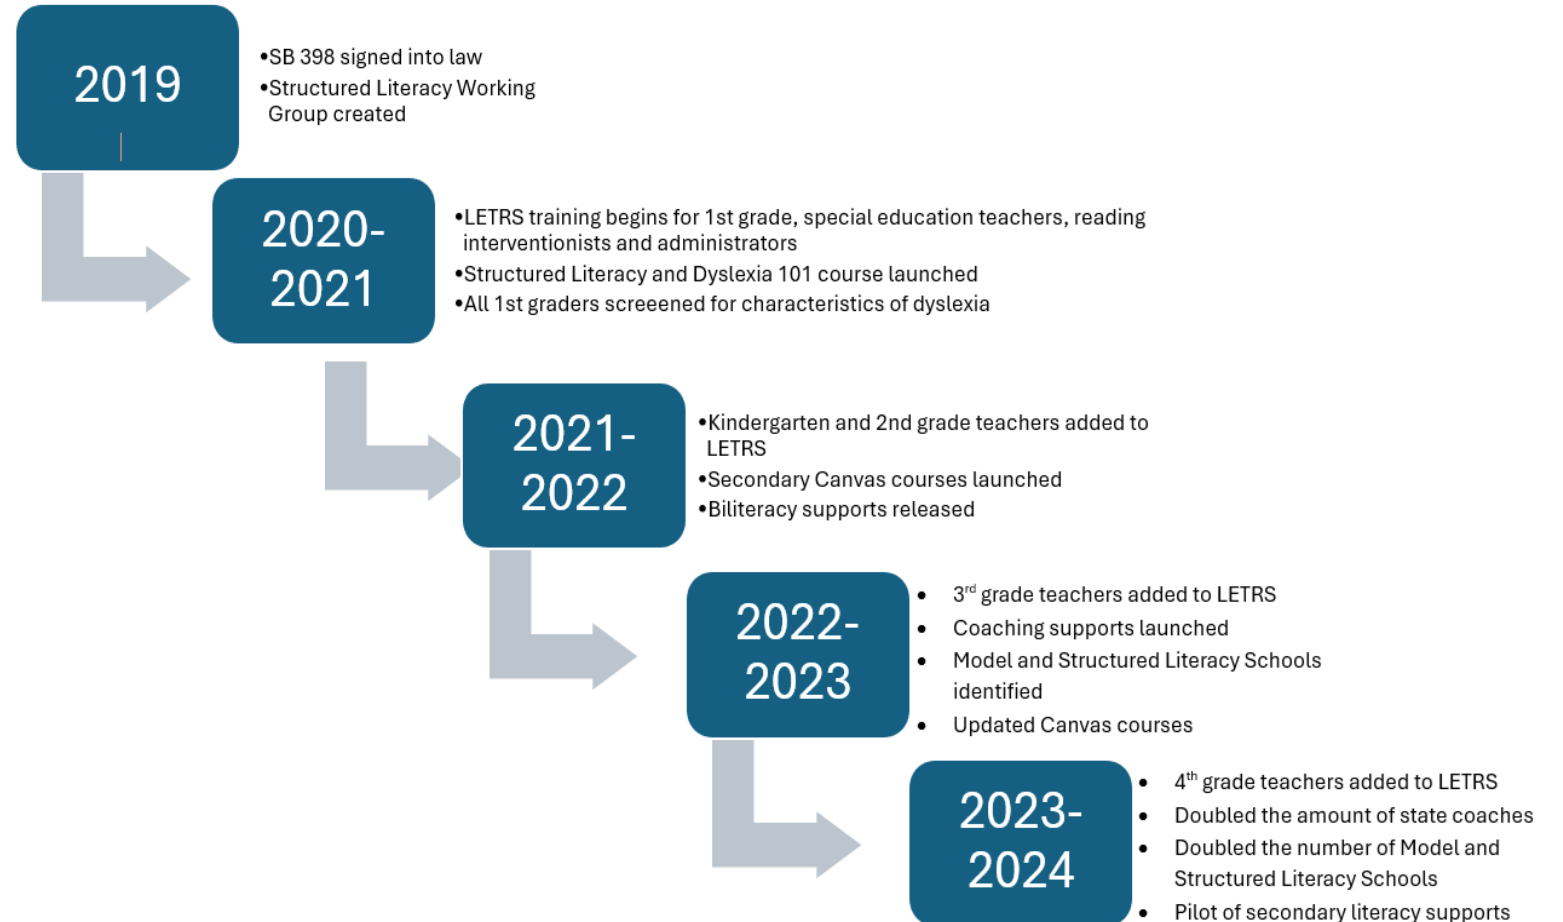 2019
•SB 398 signed into law
•Structured Literacy Working
Group created
2020-
2021
•LETRS training begins for 1st grade, special education teachers, reading
interventionists and administrators
•Structured Literacy and Dyslexia 101 course launched
•All 1st graders screeened for characteristics of dyslexia
2021-
2022
•Kindergarten and 2nd grade teachers added to
LETRS
•Secondary Canvas courses launched
•Biliteracy supports released
2022-
2023
• 3rd grade teachers added to LETRS
• Coaching supports launched
• Model and Structured Literacy Schools
identified
• Updated Canvas courses
2023-
2024
• 4th grade teachers added to LETRS
• Doubled the amount of state coaches
• Doubled the number of Model and
Structured Literacy Schools
• Pilot of secondary literacy supports